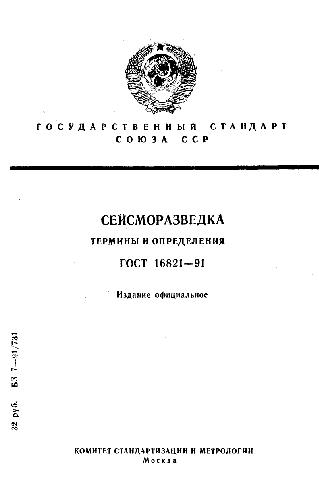 ГОСУДАРСТВЕННЫЙ СТАНДАРТ
СОЮЗА ССР
СЕЙСМОРАЗВЕДКА
ТЕРМИНЫ И ОПРЕДЕЛЕНИЯ
ГОСТ 16821—91
Издание официальное
32 руб. БЗ 7—91/781
КОМИТЕТ СТАНДАРТИЗАЦИИ И МЕТРОЛОГИИ
Москва